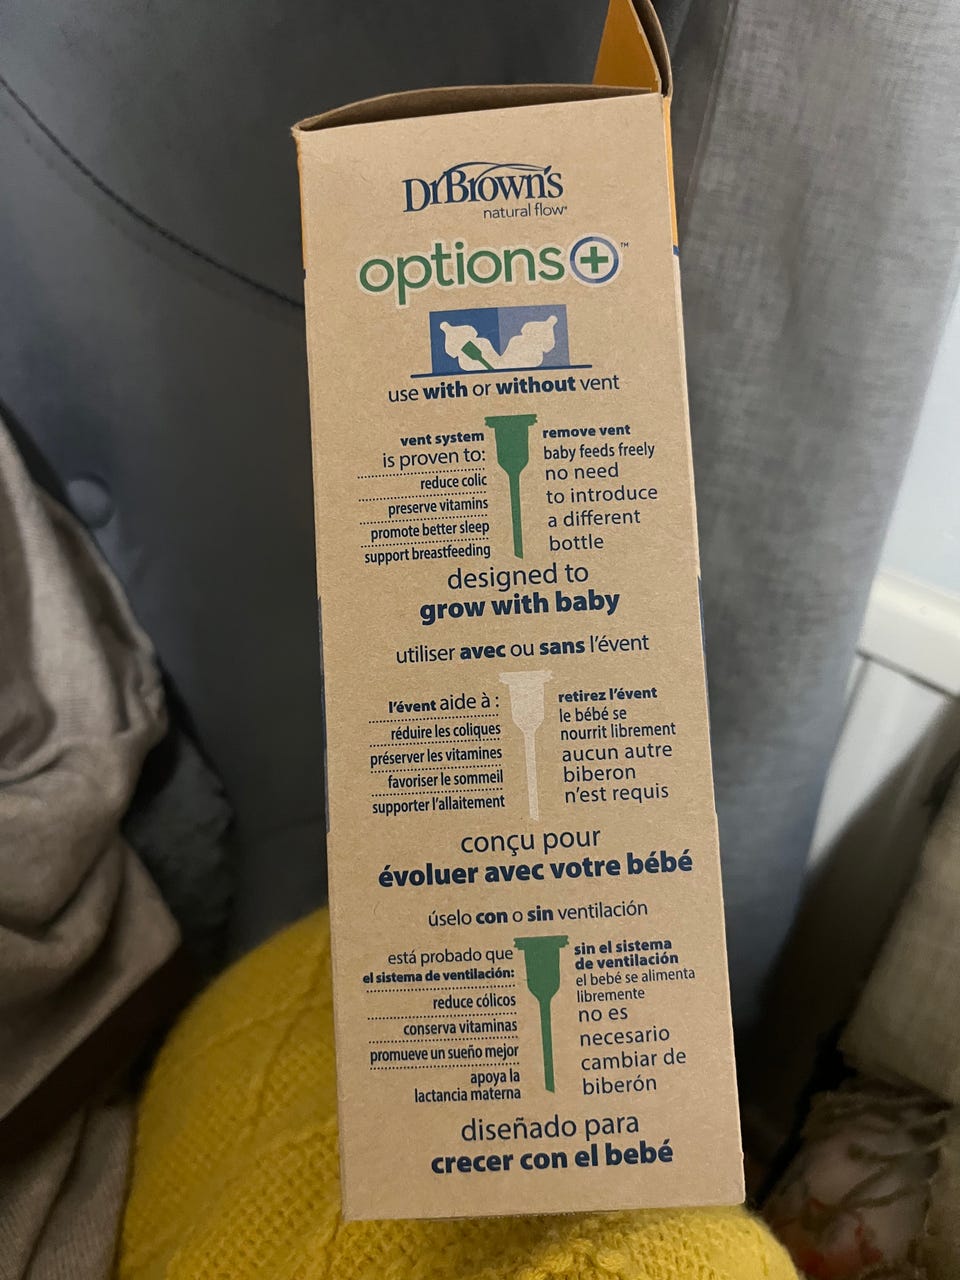 Dr Brown's
natural flow®
options+™
use with or without vent
vent system
is proven to:
reduce colic
preserve vitamins
promote better sleep
support breastfeeding
remove vent
baby feeds freely
no need
to introduce
a different
bottle
designed to
grow with baby
utiliser avec ou sans l'évent
l'évent aide à :
réduire les coliques
préserver les vitamines
favoriser le sommeil
supporter l'allaitement
retirez l'évent
le bébé se
nourrit librement
aucun autre
biberon
n'est requis
conçu pour
évoluer avec votre bébé
úselo con o sin ventilación
está probado que
el sistema de ventilación:
reduce cólicos
conserva vitaminas
promueve un sueño mejor
apoya la
lactancia materna
sin el sistema
de ventilación
el bebé se alimenta
libremente
no es
necesario
cambiar de
biberón
diseñado para
crecer con el bebé